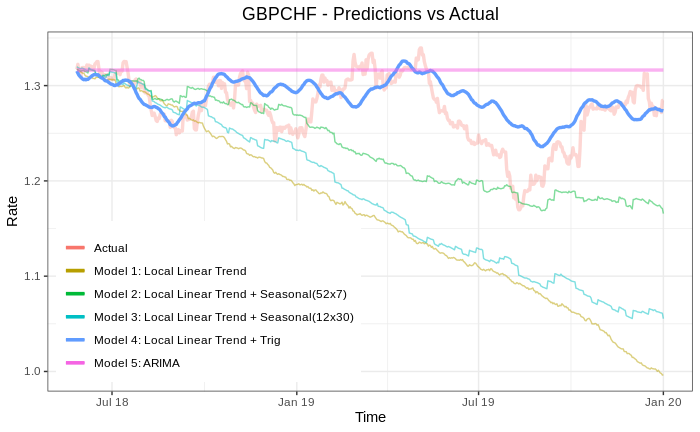 GBPCHF - Predictions vs Actual
1.3
1.2
1.1
1.0
Rate
Actual
Model 1: Local Linear Trend
Model 2: Local Linear Trend + Seasonal(52x7)
Model 3: Local Linear Trend + Seasonal(12x30)
Model 4: Local Linear Trend + Trig
Model 5: ARIMA
Jul 18
Jan 19
Jul 19
Jan 20
Time